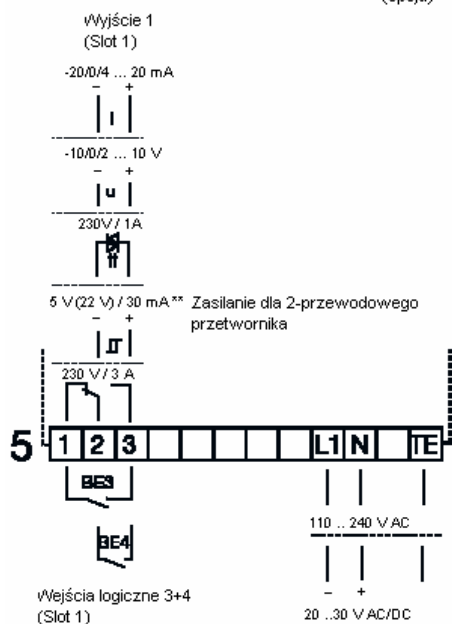 (opcja)
Wyjście 1
(Slot 1)
-20/0/4 ... 20 mA
– +
I
-10/0/2 ... 10 V
– +
u
230V / 1A
5 V (22 V) / 30 mA** Zasilanie dla 2-przewodowego
przetwornika
– +
230 V / 3 A
5 1 2 3 L1 N TE
BE3
110 .. 240 V AC
BE4
– +
Wejścia logiczne 3+4
(Slot 1)
20 ..30 V AC/DC